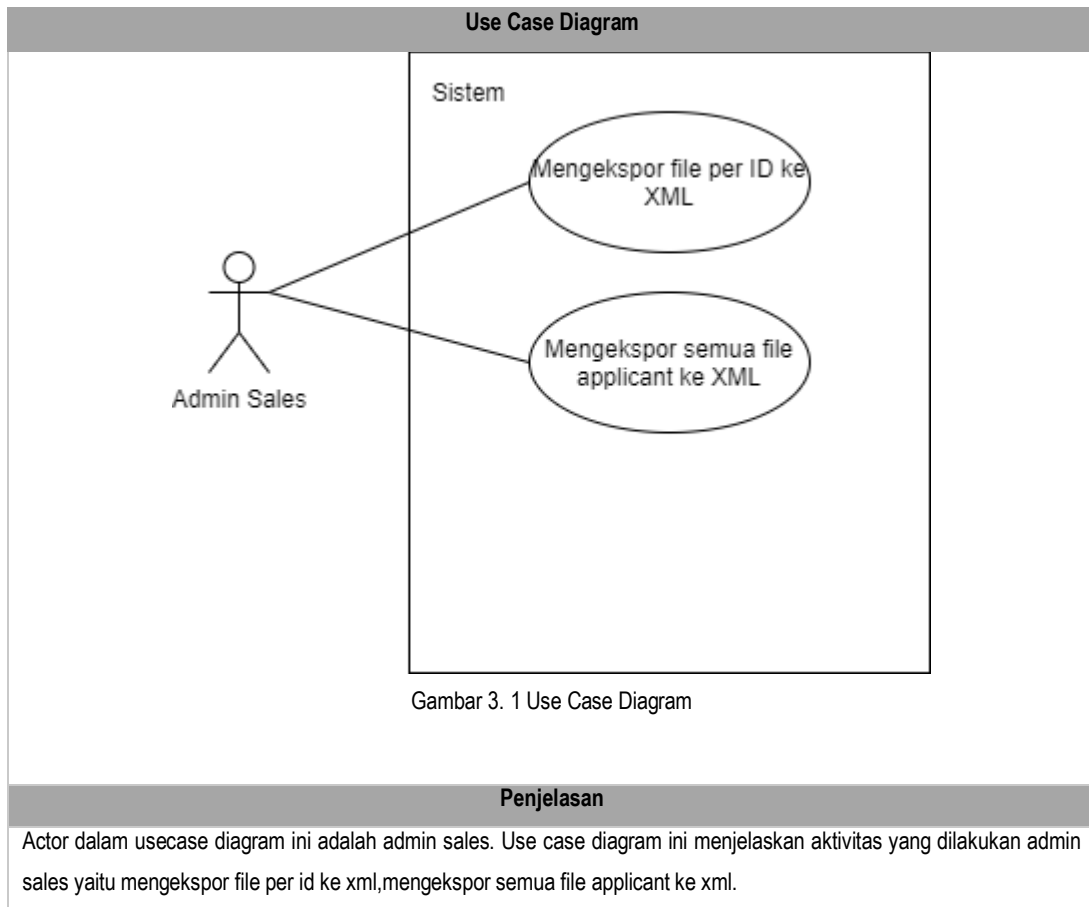 Use Case Diagram
Sistem
Mengekspor file per ID ke
XML
Mengekspor semua file
applicant ke XML
Admin Sales
Gambar 3. 1 Use Case Diagram
Penjelasan
Actor dalam usecase diagram ini adalah admin sales. Use case diagram ini menjelaskan aktivitas yang dilakukan admin
sales yaitu mengekspor file per id ke xml,mengekspor semua file applicant ke xml.